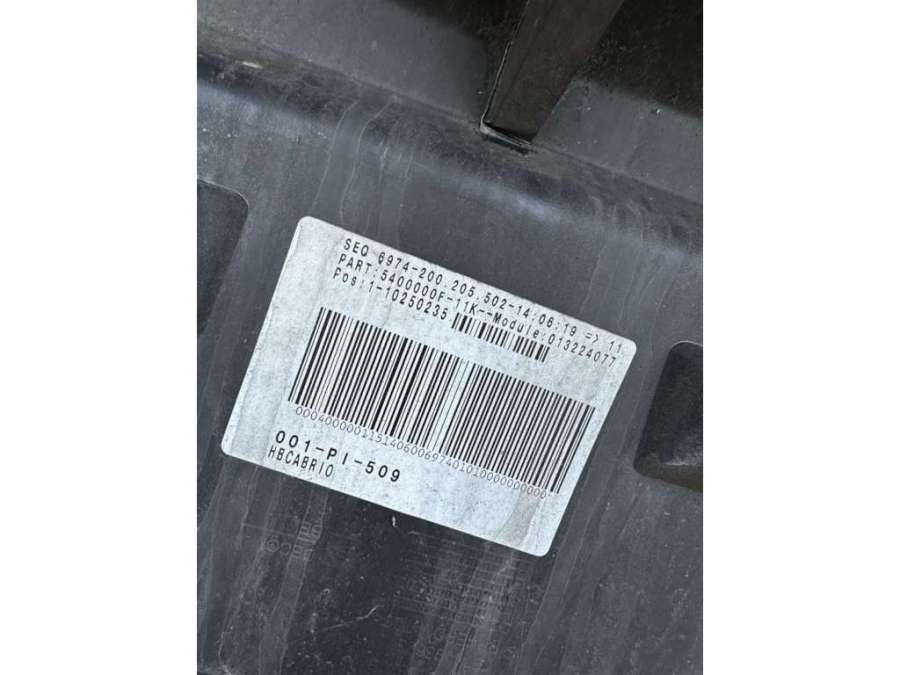 SEQ 6974-200.205.502-14:06:19 => 11
PART:5400000F-11K--Module:013224077
Pos:1-10250235
0004000001151406006974010100000000000
001-PI-509
HBCABRIO